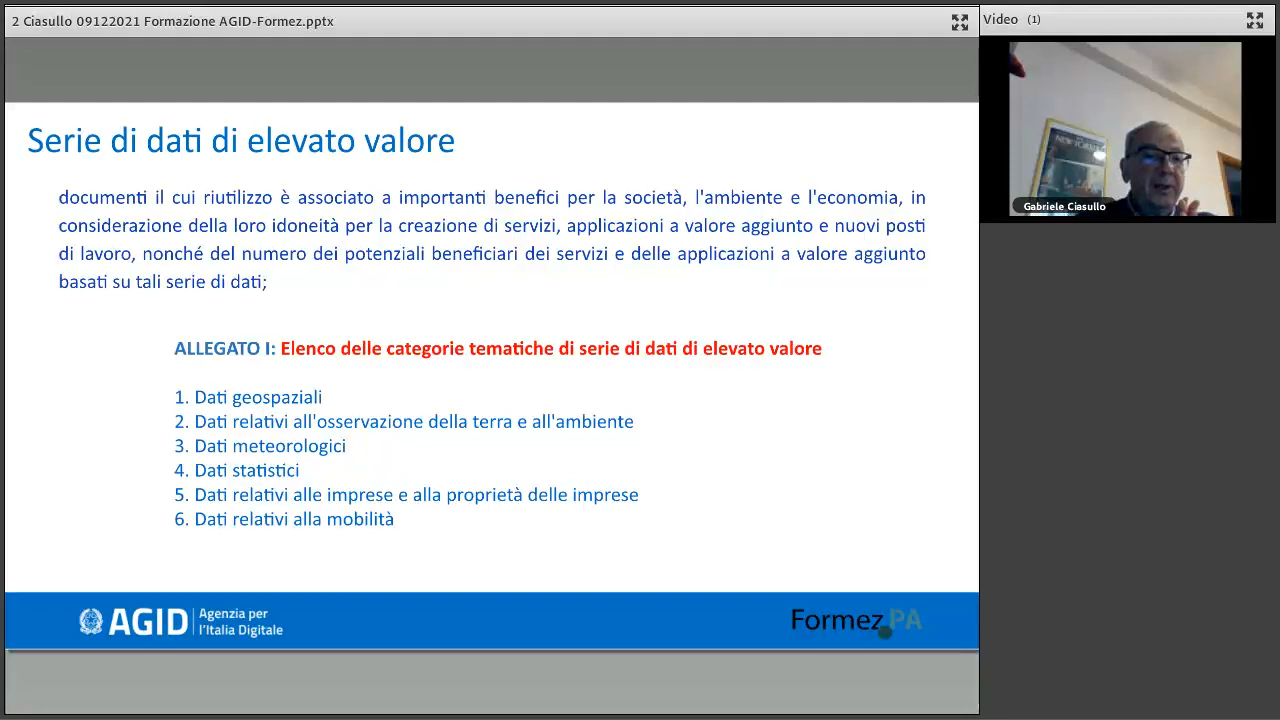 2 Ciasullo 09122021 Formazione AGID-Formez.pptx
Video (1)
Serie di dati di elevato valore
documenti il cui riutilizzo è associato a importanti benefici per la società, l'ambiente e l'economia, in
considerazione della loro idoneità per la creazione di servizi, applicazioni a valore aggiunto e nuovi posti
di lavoro, nonché del numero dei potenziali beneficiari dei servizi e delle applicazioni a valore aggiunto
basati su tali serie di dati;
ALLEGATO I: Elenco delle categorie tematiche di serie di dati di elevato valore
1. Dati geospaziali
2. Dati relativi all'osservazione della terra e all'ambiente
3. Dati meteorologici
4. Dati statistici
5. Dati relativi alle imprese e alla proprietà delle imprese
6. Dati relativi alla mobilità
AGID
Agenzia per
l'Italia Digitale
Formez PA
Gabriele Ciasullo